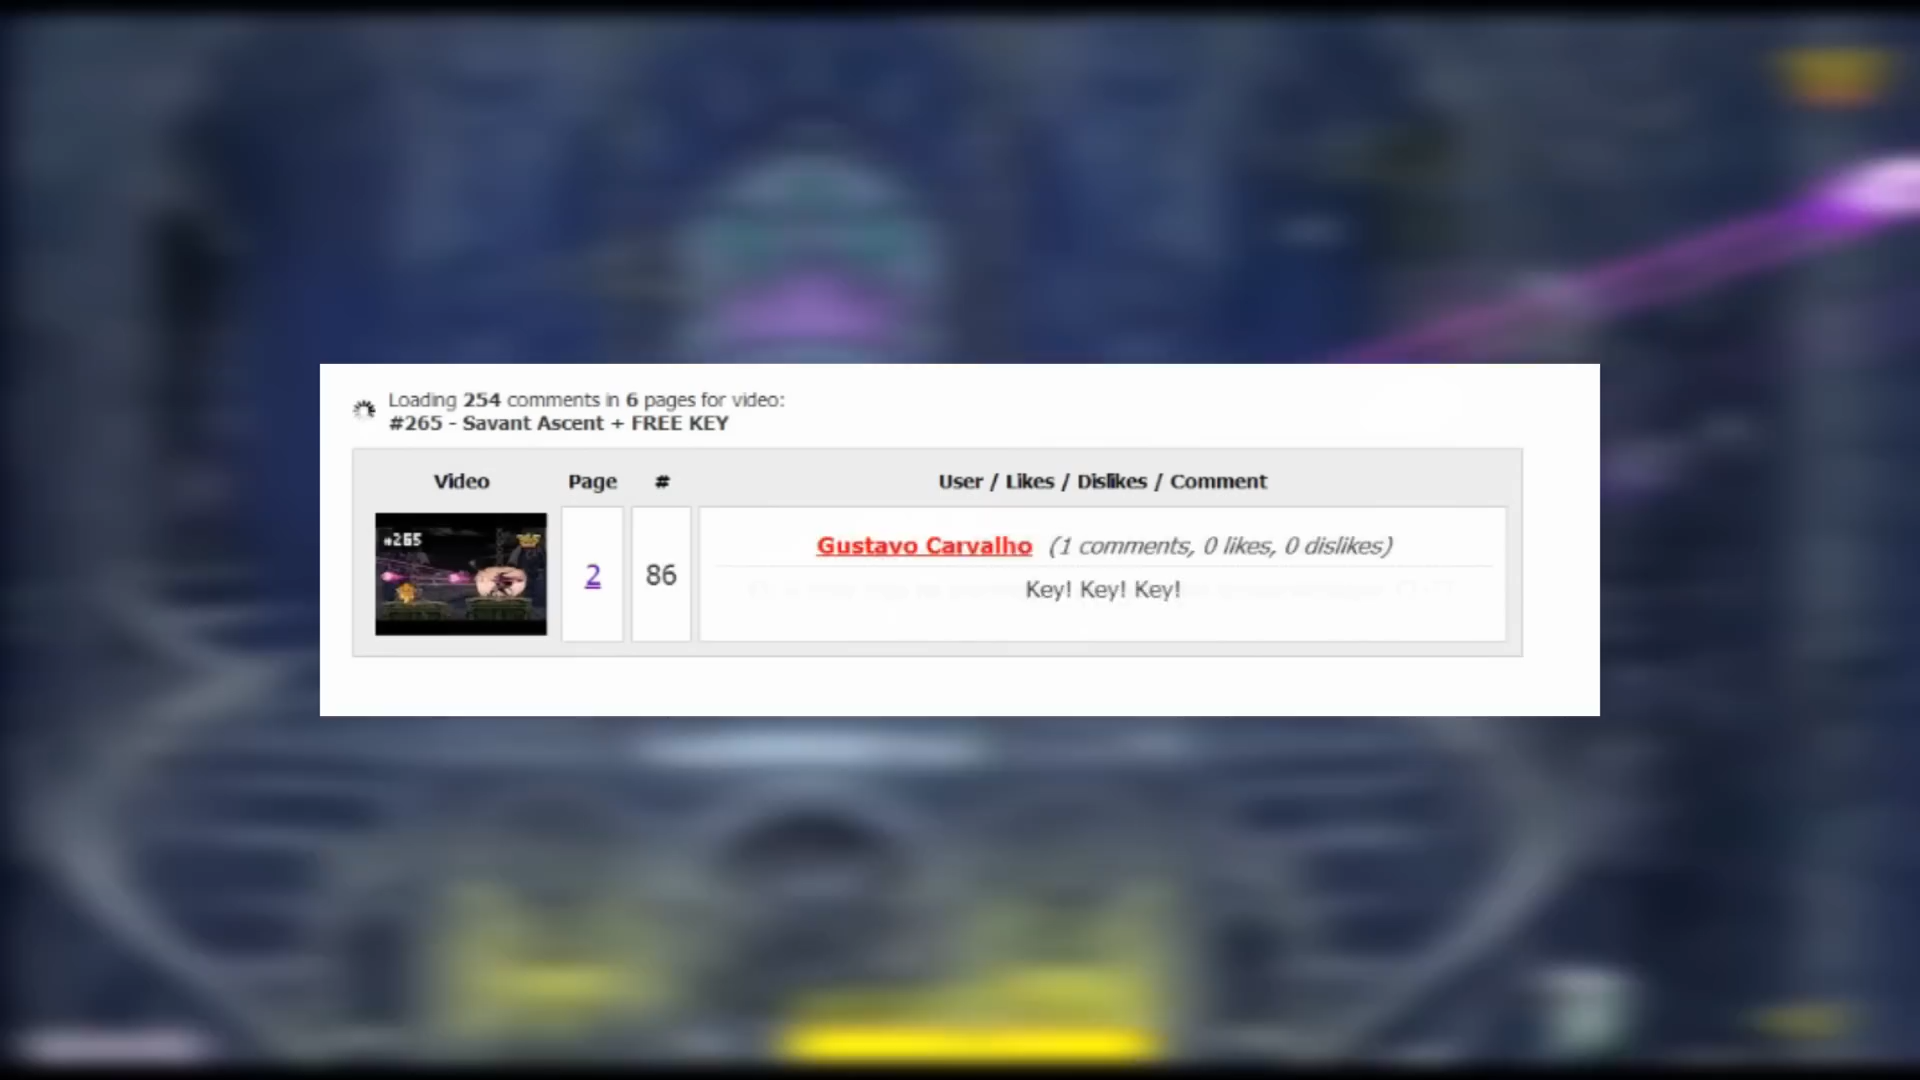 Loading 254 comments in 6 pages for video:
#265 - Savant Ascent + FREE KEY
Video Page # User / Likes / Dislikes / Comment
#265
2
86
Gustavo Carvalho (1 comments, 0 likes, 0 dislikes)
Key! Key! Key!